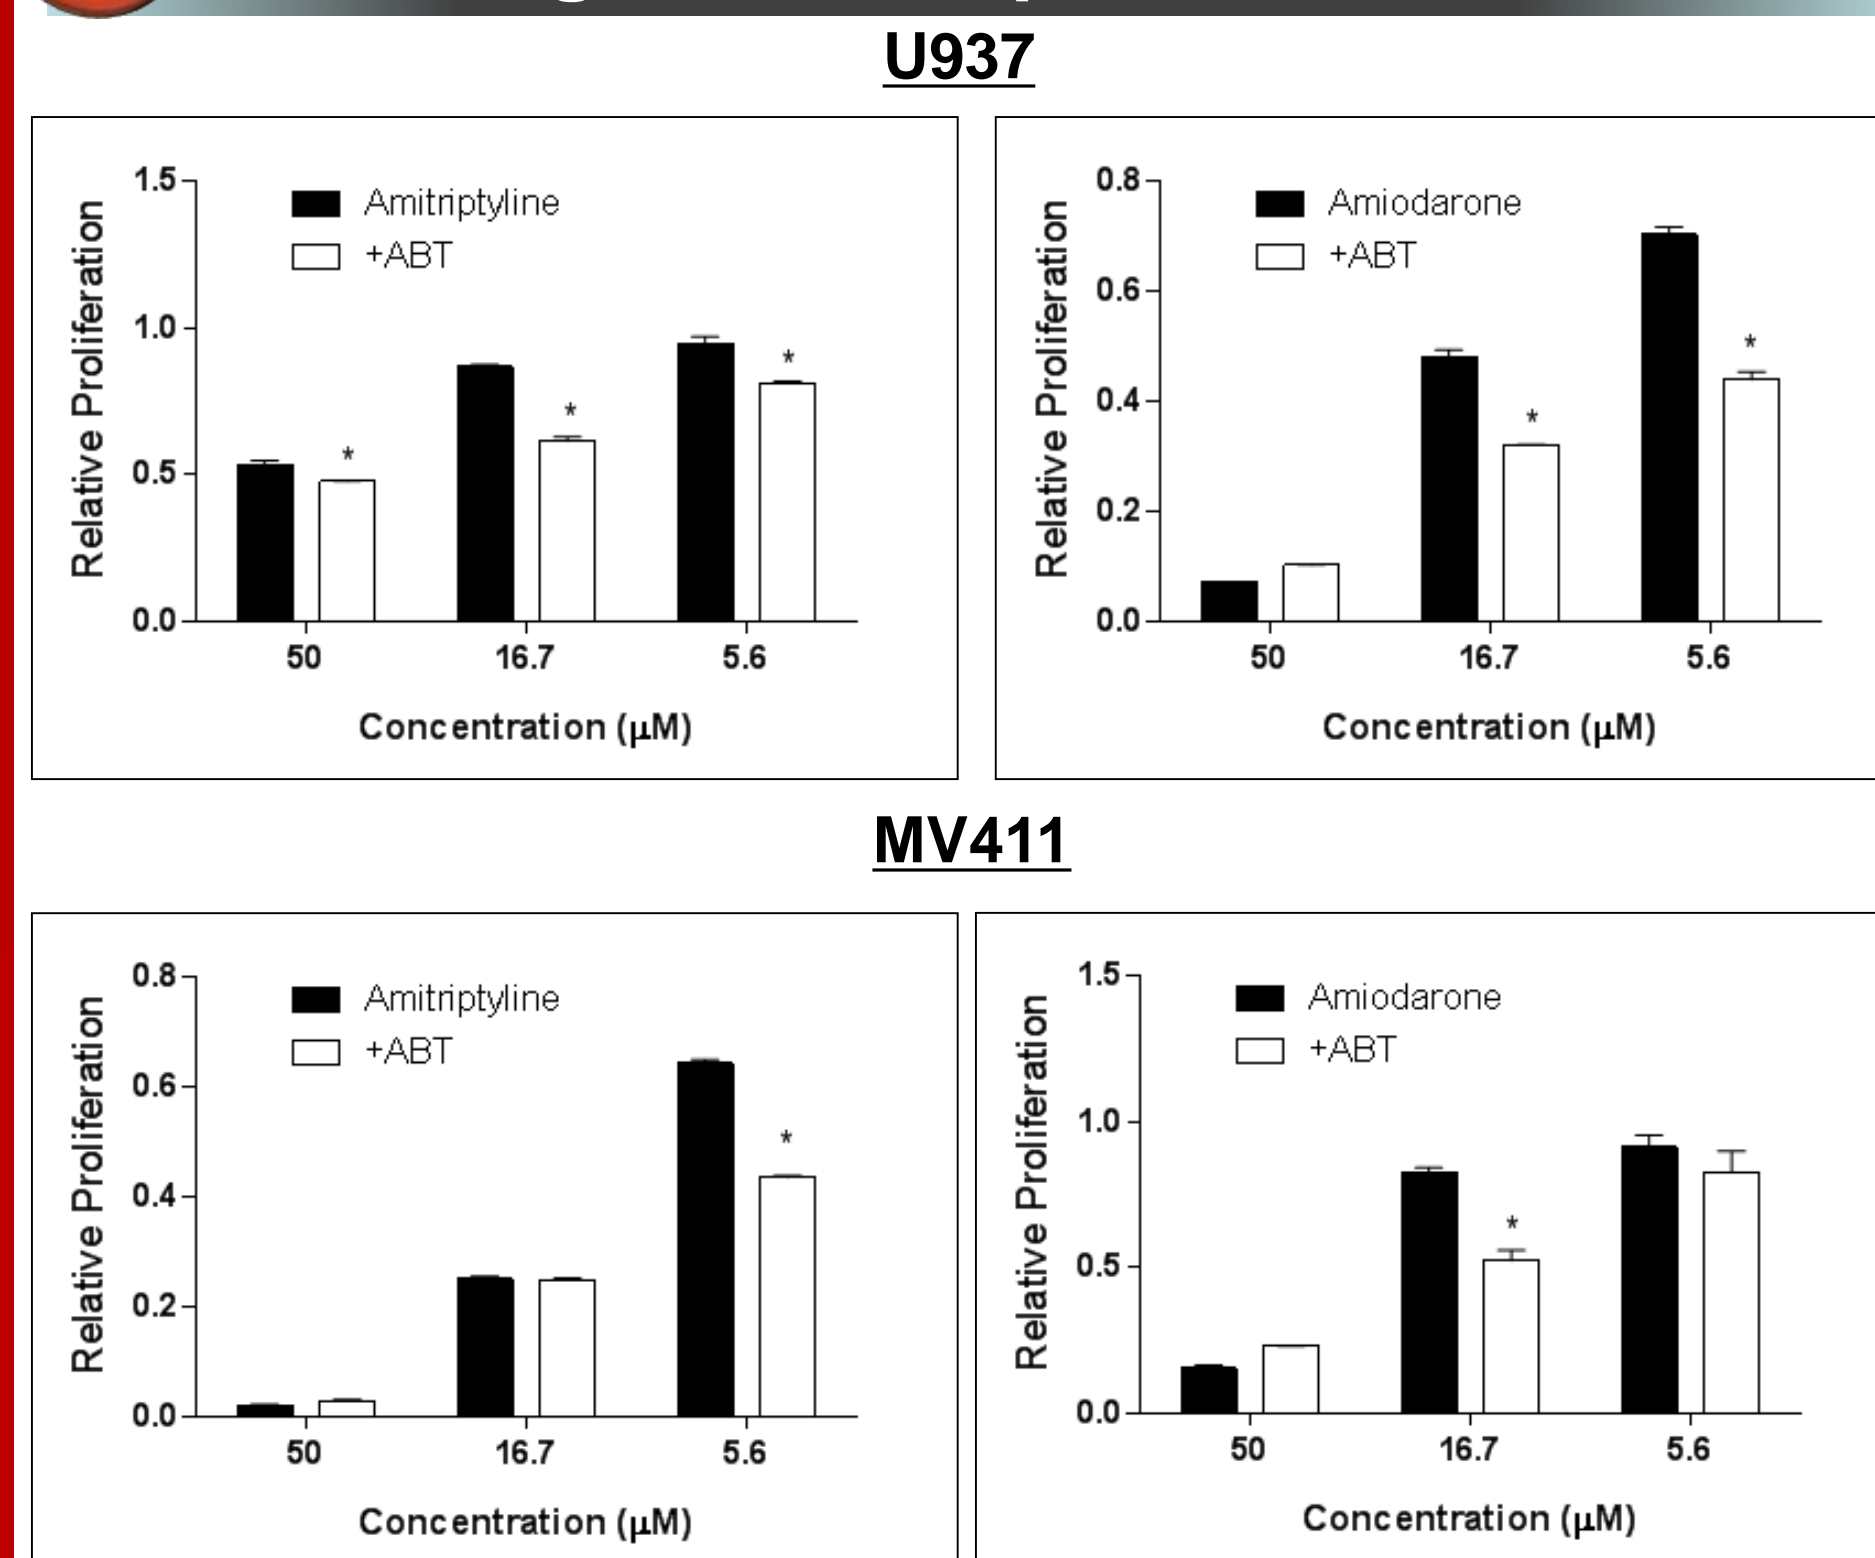 U937
Amitriptyline
+ABT
Relative Proliferation
1.5
1.0
0.5
0.0
*
*
*
50 16.7 5.6
Concentration (µM)
Amiodarone
+ABT
Relative Proliferation
0.8
0.6
0.4
0.2
0.0
*
*
50 16.7 5.6
Concentration (µM)
MV411
Amitriptyline
+ABT
Relative Proliferation
0.8
0.6
0.4
0.2
0.0
*
50 16.7 5.6
Concentration (µM)
Amiodarone
+ABT
Relative Proliferation
1.5
1.0
0.5
0.0
*
50 16.7 5.6
Concentration (µM)